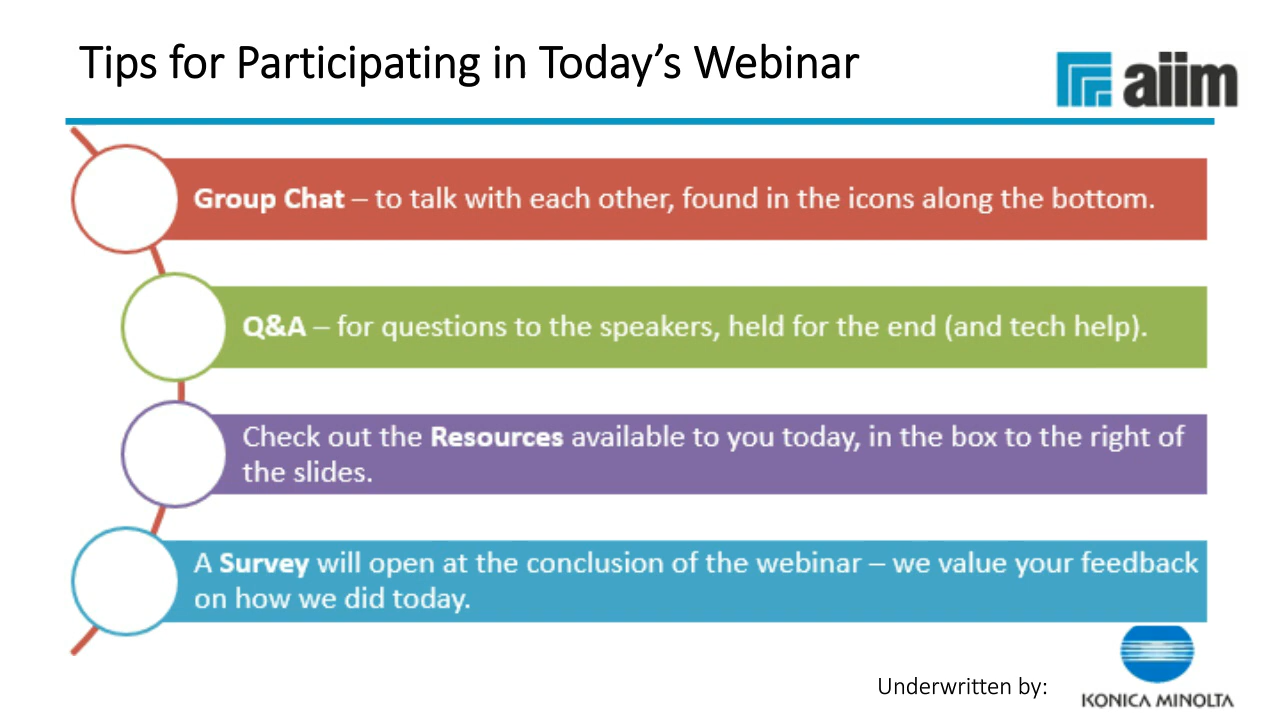 Tips for Participating in Today’s Webinar
aiim
Group Chat – to talk with each other, found in the icons along the bottom.
Q&A – for questions to the speakers, held for the end (and tech help).
Check out the Resources available to you today, in the box to the right of
the slides.
A Survey will open at the conclusion of the webinar – we value your feedback
on how we did today.
Underwritten by:
KONICA MINOLTA